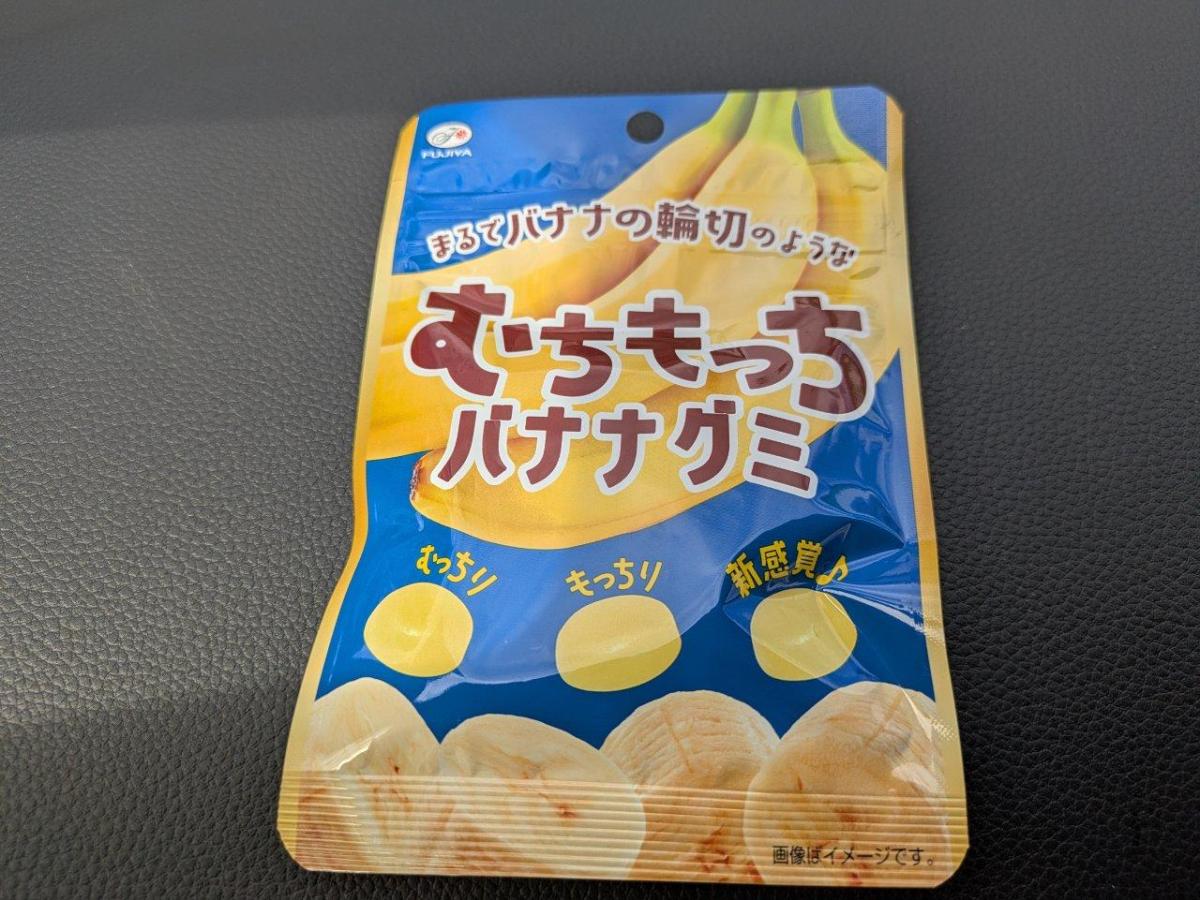 FUJIYA
まるでバナナの輪切のような
むちもっち
バナナグミ
むっちり
もっちり
新感覚♪
画像はイメージです。